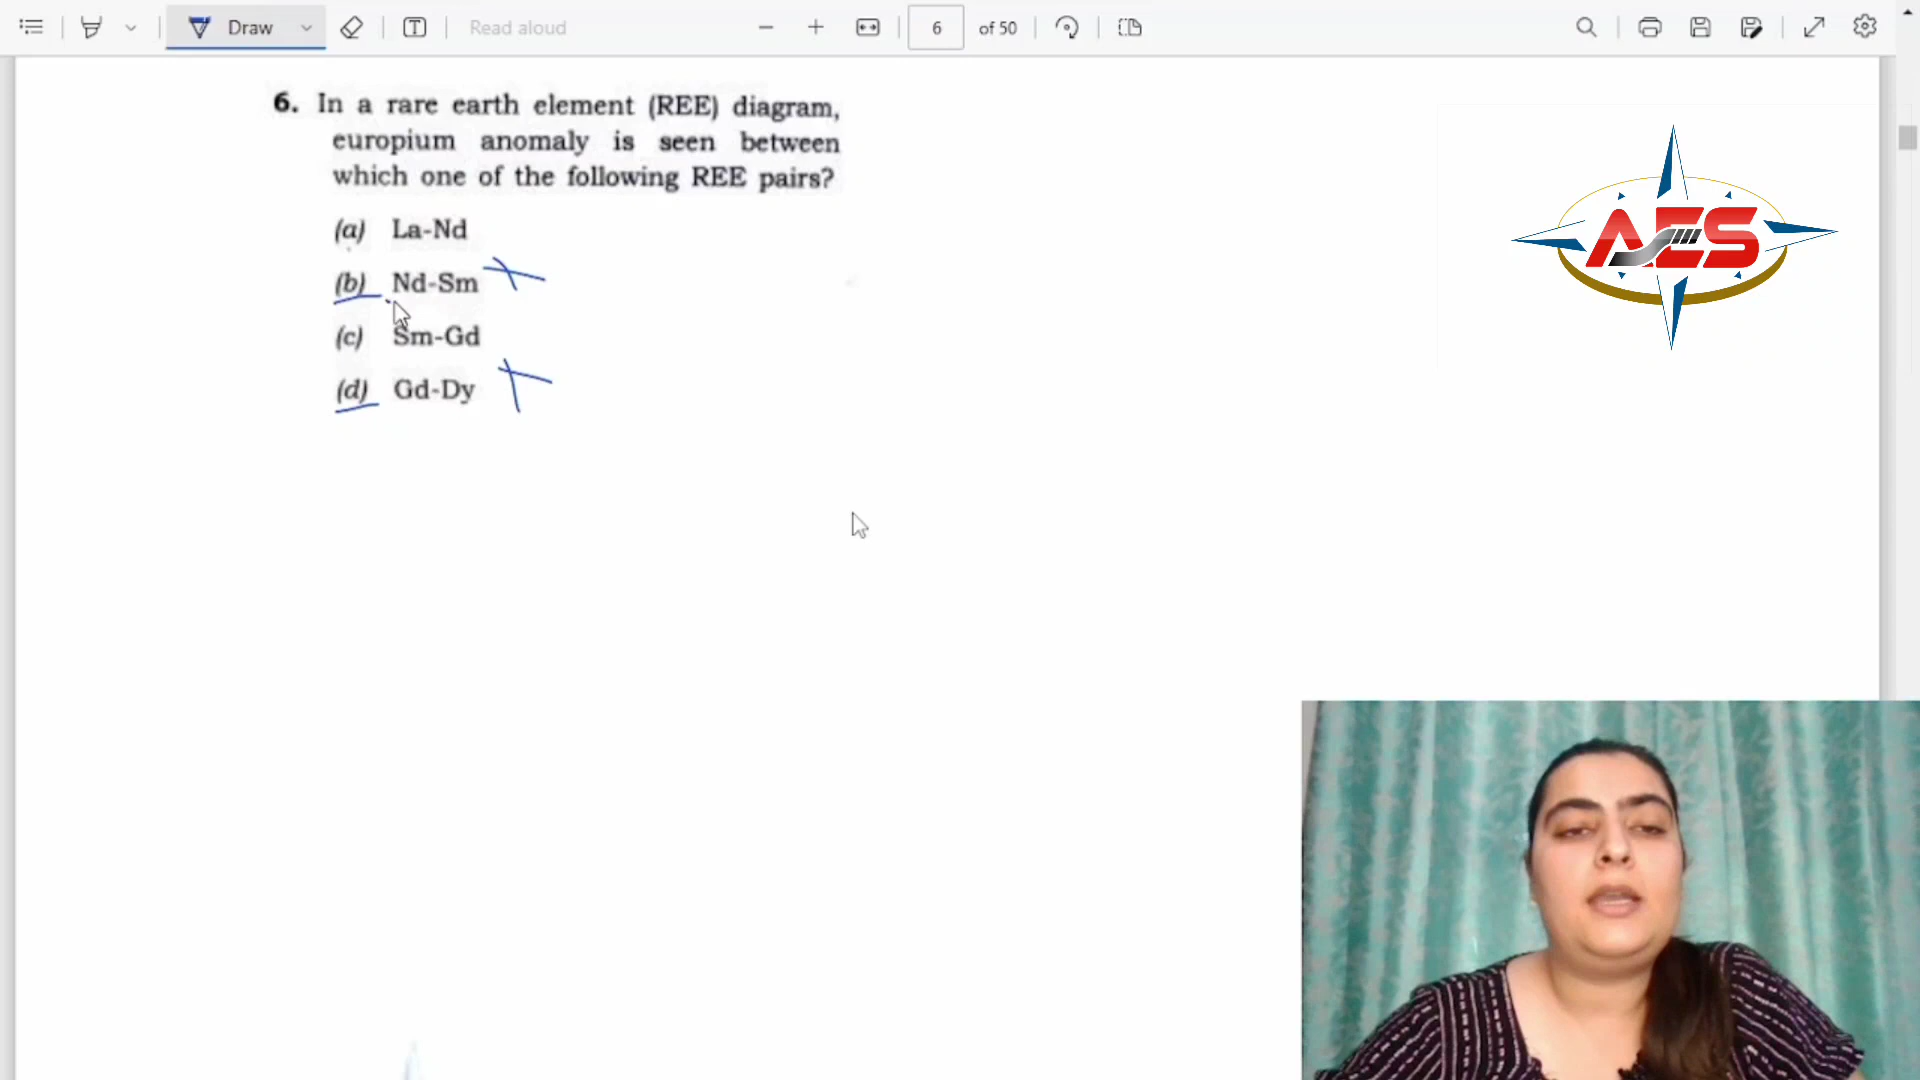 Draw
Read aloud
6 of 50
6. In a rare earth element (REE) diagram,
europium anomaly is seen between
which one of the following REE pairs?
(a) La-Nd
(b) Nd-Sm
(c) Sm-Gd
(d) Gd-Dy
AES